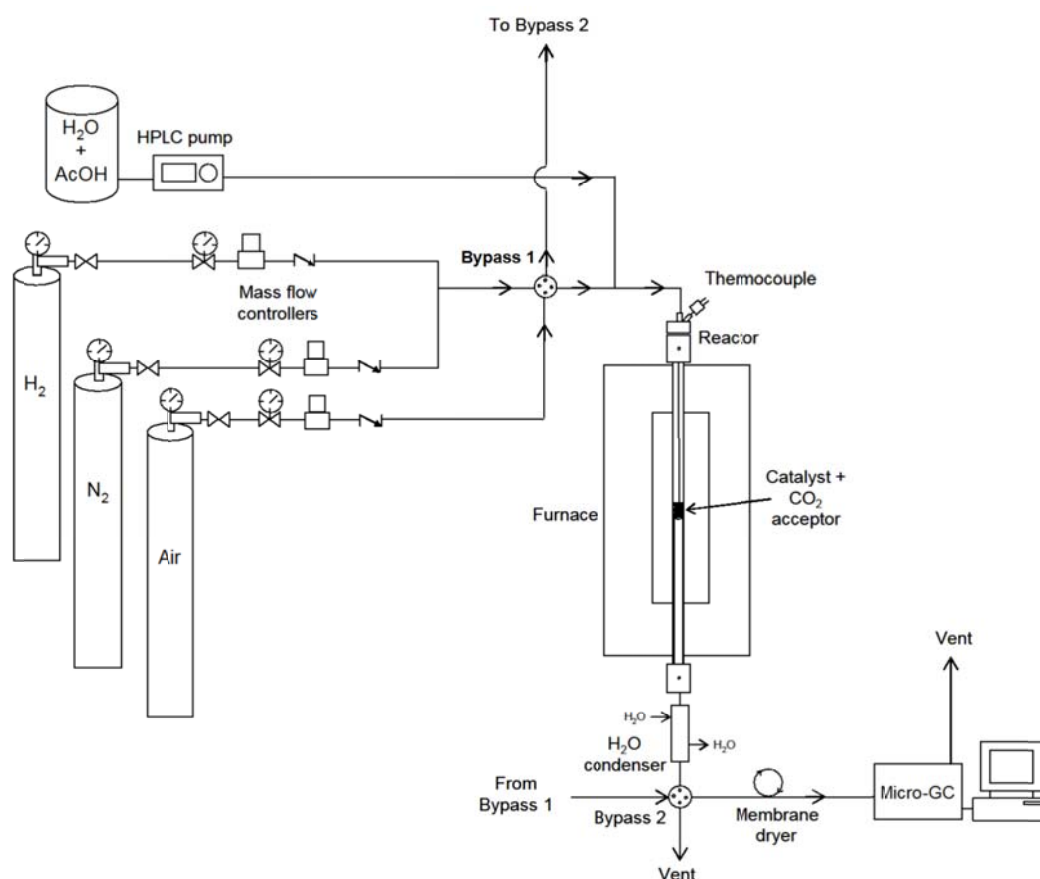 To Bypass 2
H₂O
+
AcOH
HPLC pump
Bypass 1
Mass flow
controllers
Thermocouple
Reactor
H₂
N₂
Air
Furnace
Catalyst +
CO₂
acceptor
Vent
H₂O
H₂O
H₂O
condenser
From
Bypass 1
Bypass 2
Membrane
dryer
Micro-GC
Vent